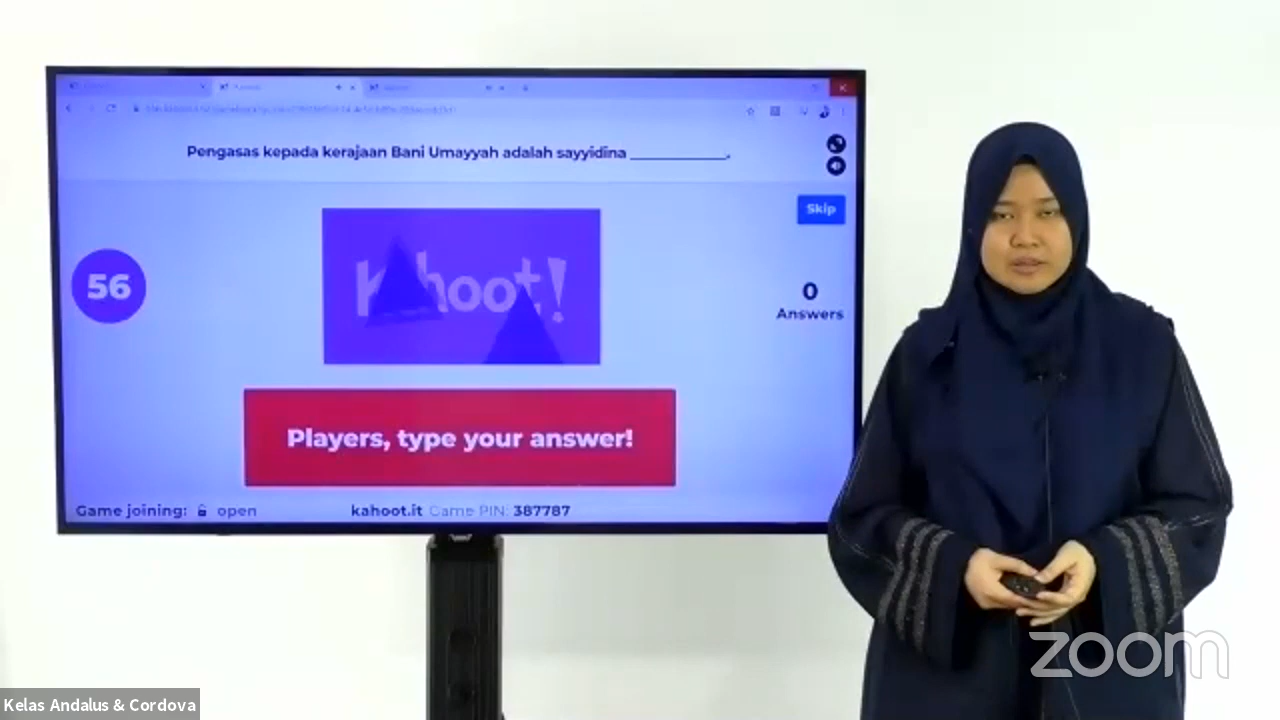 Pengasas kepada kerajaan Bani Umayyah adalah sayyidina ____________.
Skip
56
Kahoot!
0
Answers
Players, type your answer!
Game joining: open
kahoot.it Game PIN: 387787
zoom
Kelas Andalus & Cordova